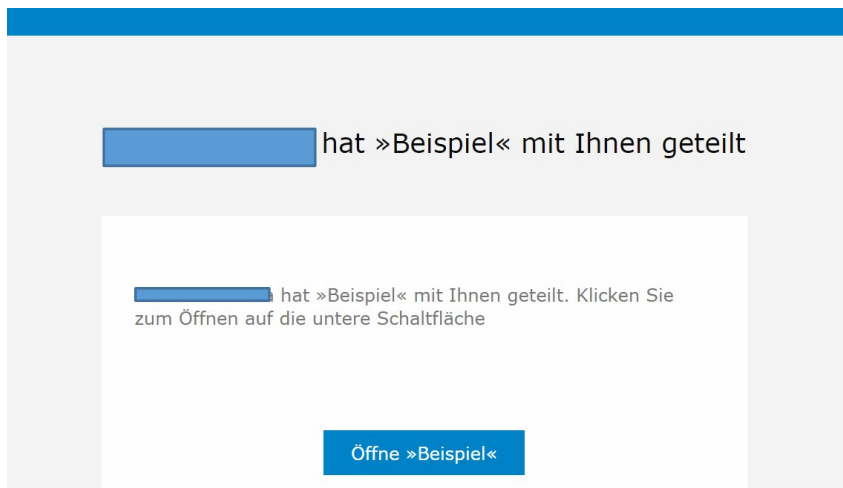 hat »Beispiel« mit Ihnen geteilt
hat »Beispiel« mit Ihnen geteilt. Klicken Sie
zum Öffnen auf die untere Schaltfläche
Öffne »Beispiel«